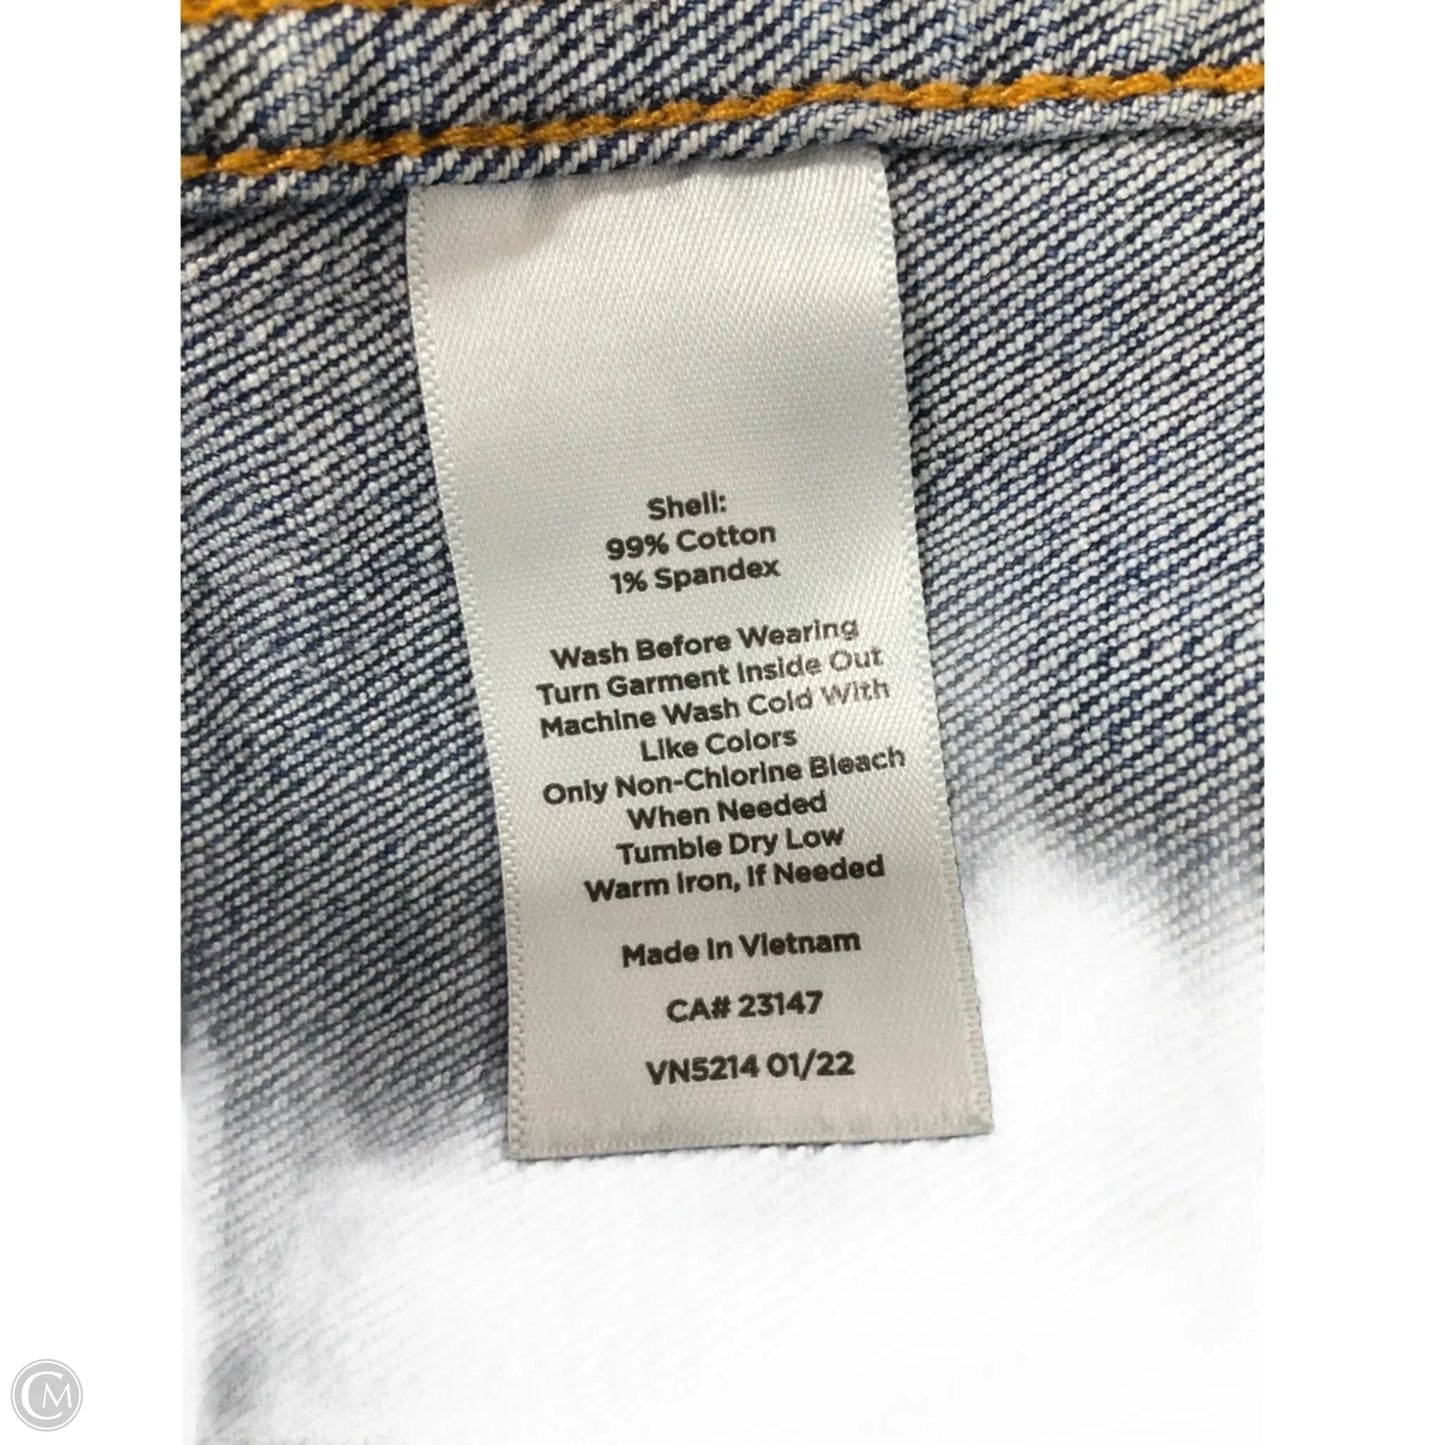 Shell:
99% Cotton
1% Spandex
Wash Before Wearing
Turn Garment Inside Out
Machine Wash Cold With
Like Colors
Only Non-Chlorine Bleach
When Needed
Tumble Dry Low
Warm Iron, If Needed
Made In Vietnam
CA# 23147
VN5214 01/22
CM